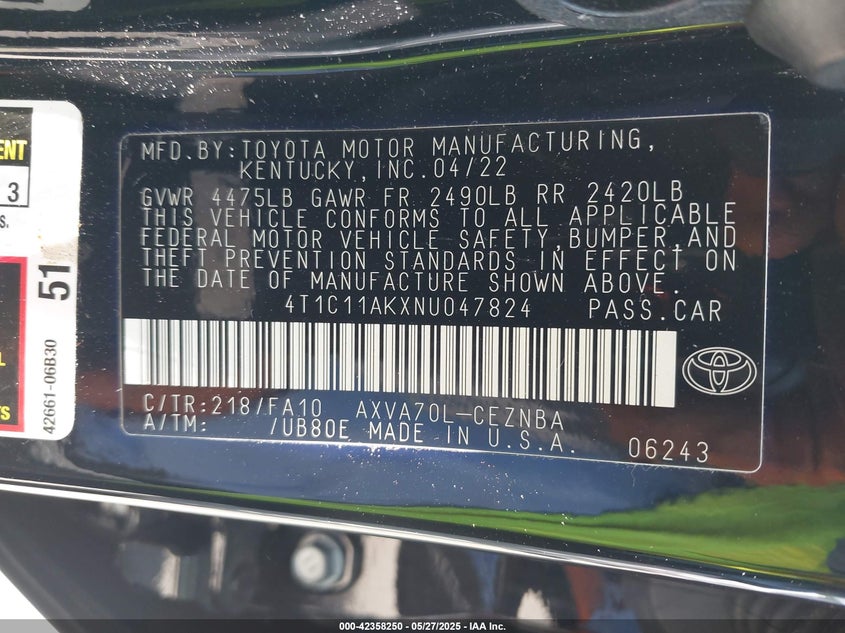 MFD.BY:TOYOTA MOTOR MANUFACTURING,
KENTUCKY,INC.04/22
GVWR 4475LB GAWR FR 2490LB RR 2420LB
THIS VEHICLE CONFORMS TO ALL APPLICABLE
FEDERAL MOTOR VEHICLE SAFETY,BUMPER,AND
THEFT PREVENTION STANDARDS IN EFFECT ON
THE DATE OF MANUFACTURE SHOWN ABOVE.
4T1C11AKXNU047824 PASS.CAR
C/TR:218/FA10 AXVA70L-CEZNBA
A/TM: /UB80E MADE IN U.S.A.
06243
3
51
42661-06B30
000-42358250 - 05/27/2025 - IAA Inc.